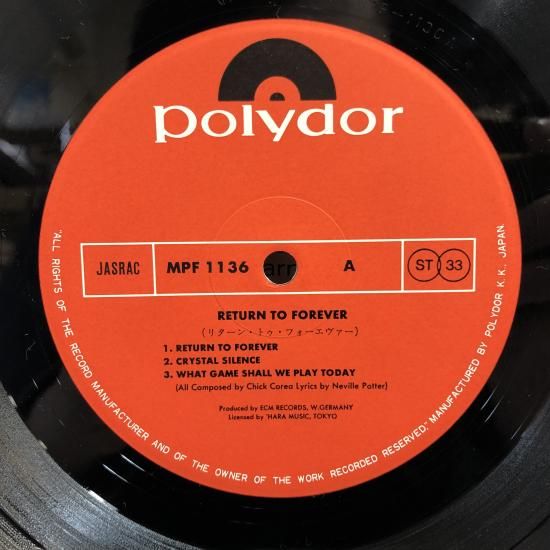 polydor
JASRAC
MPF 1136
A
ST 33
RETURN TO FOREVER
(リターン・トゥ・フォーエヴァー)
1. RETURN TO FOREVER
2. CRYSTAL SILENCE
3. WHAT GAME SHALL WE PLAY TODAY
(All Composed by Chick Corea Lyrics by Neville Potter)
Produced by ECM RECORDS, W.GERMANY
Licensed by 'HARA MUSIC, TOKYO
"ALL RIGHTS OF THE RECORD MANUFACTURER AND OF THE OWNER OF THE WORK RECORDED RESERVED," MANUFACTURED BY POLYDOR K.K. JAPAN.